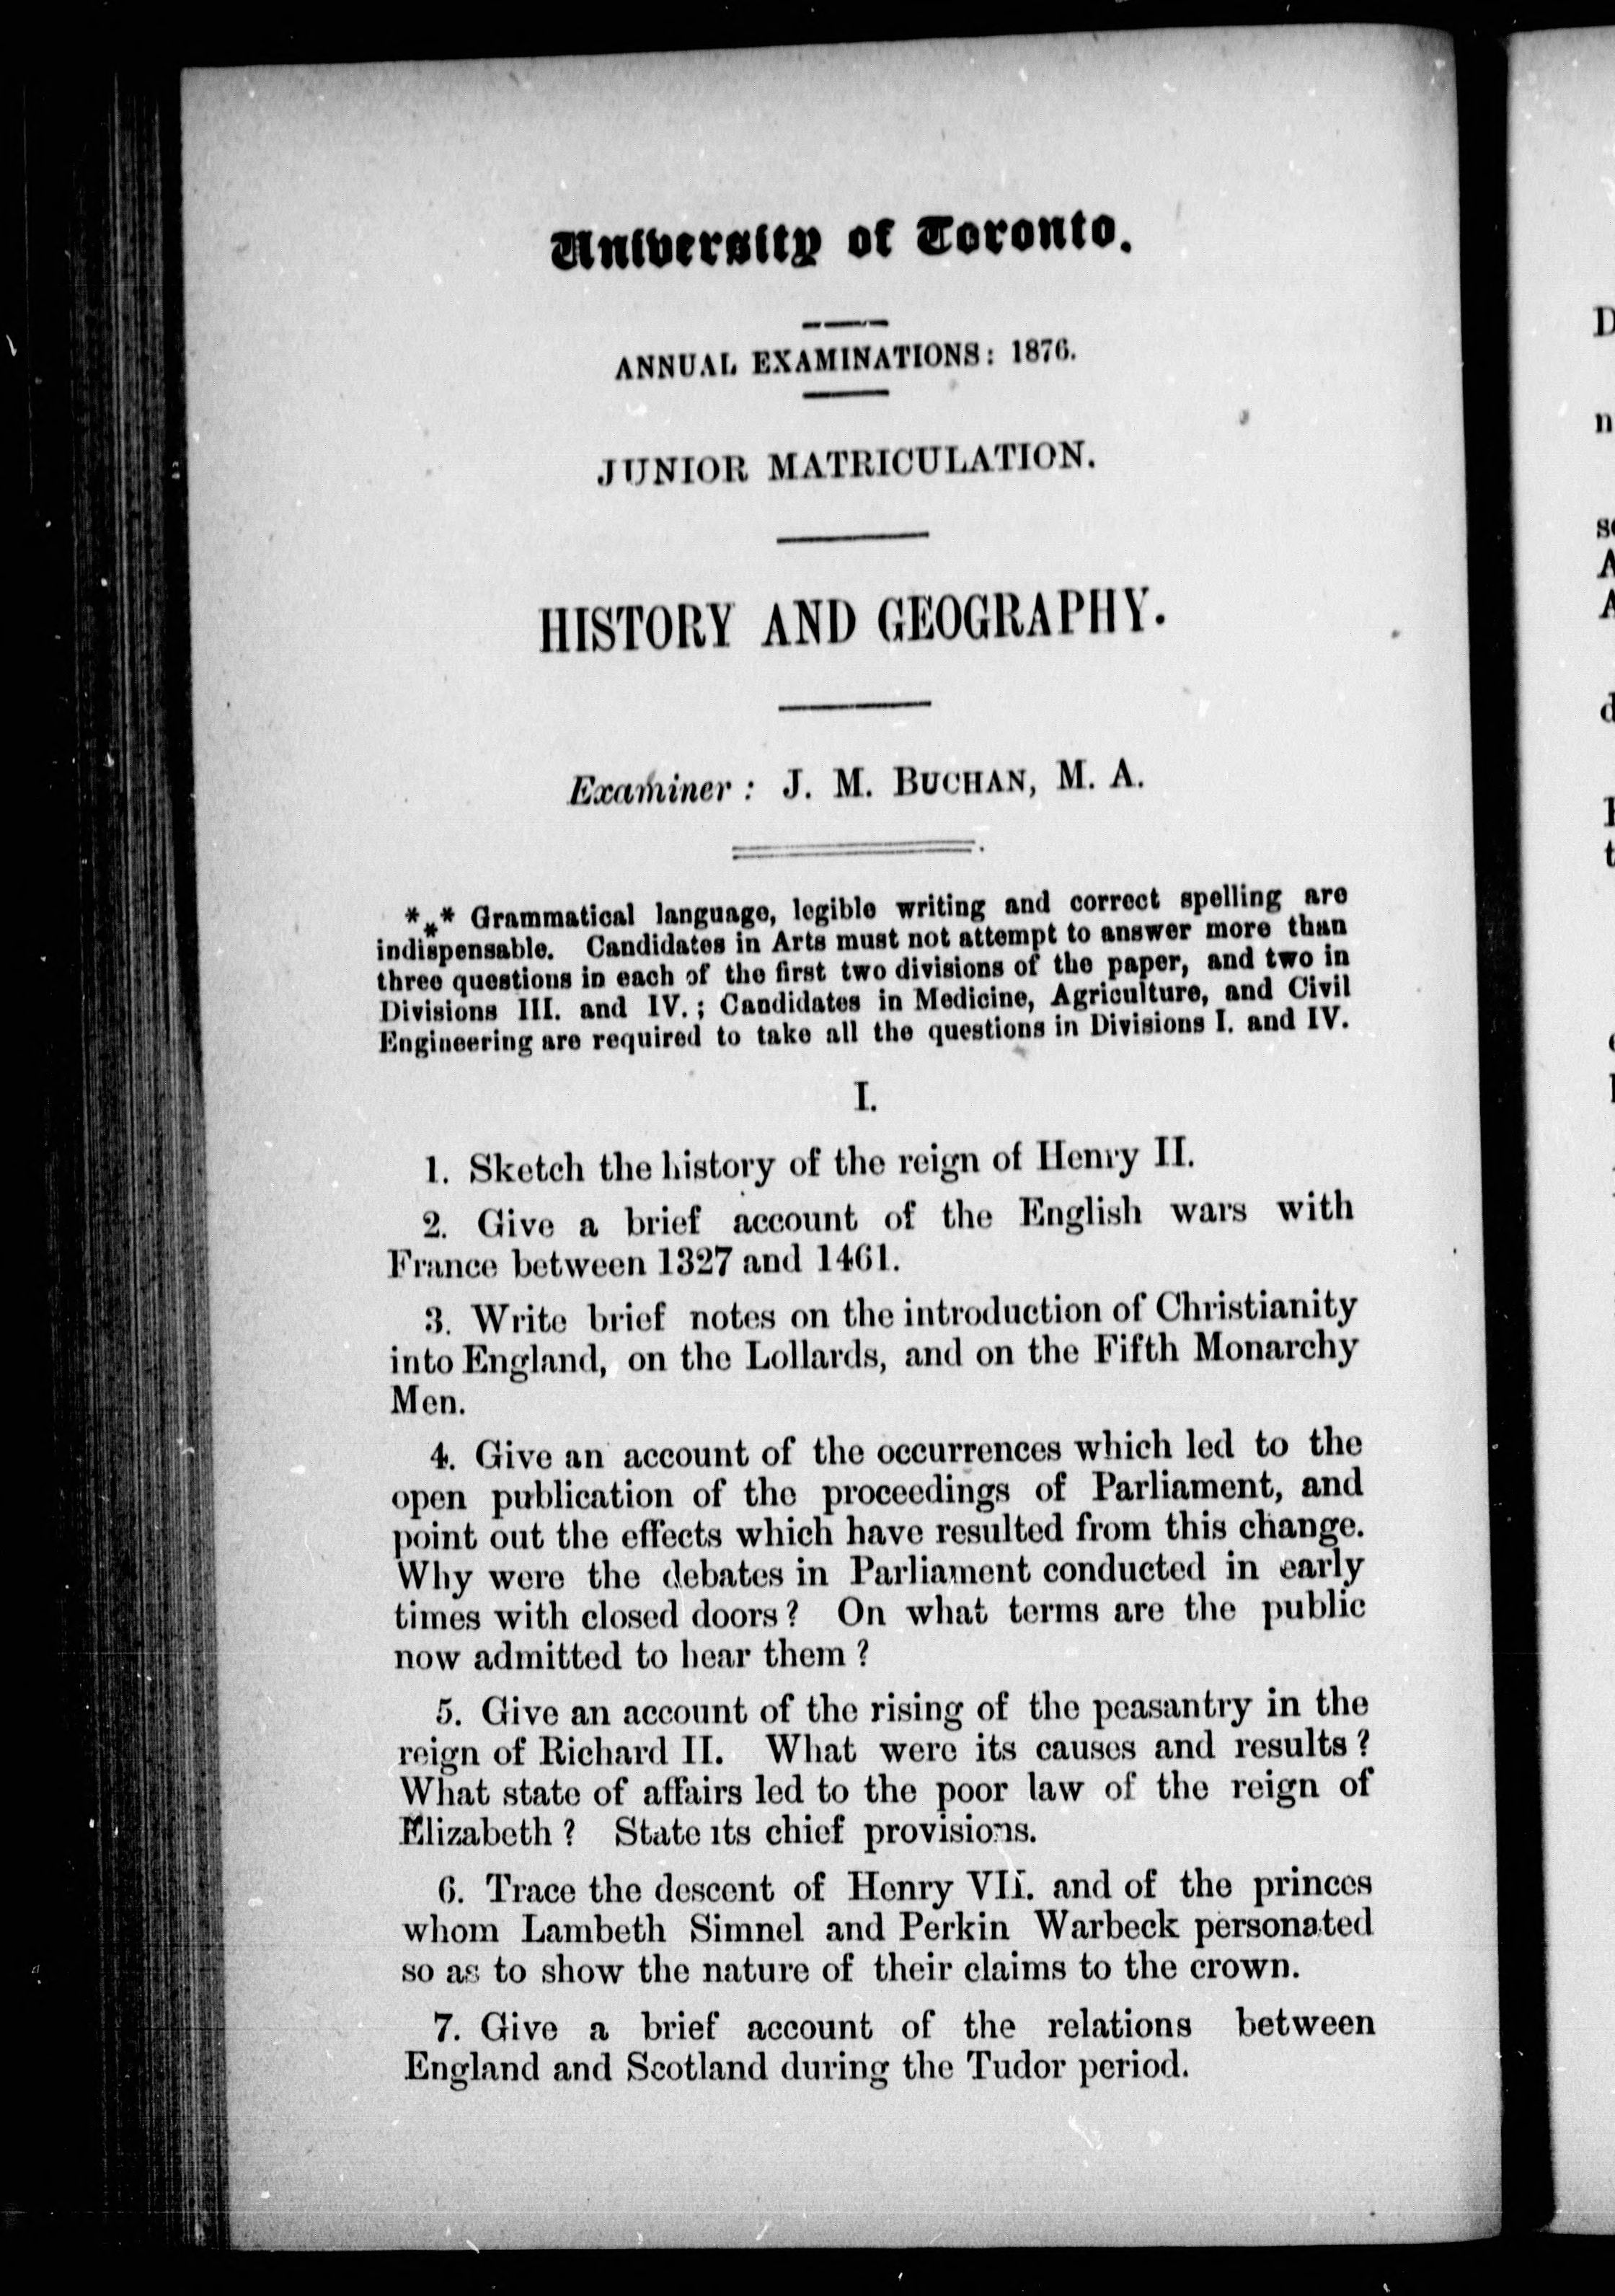 University of Toronto.
ANNUAL EXAMINATIONS: 1876.
JUNIOR MATRICULATION.
HISTORY AND GEOGRAPHY.
Examiner: J. M. BUCHAN, M. A.
*** Grammatical language, legible writing and correct spelling are
indispensable. Candidates in Arts must not attempt to answer more than
three questions in each of the first two divisions of the paper, and two in
Divisions III. and IV.; Candidates in Medicine, Agriculture, and Civil
Engineering are required to take all the questions in Divisions I. and IV.
I.
1. Sketch the history of the reign of Henry II.
2. Give a brief account of the English wars with
France between 1327 and 1461.
3. Write brief notes on the introduction of Christianity
into England, on the Lollards, and on the Fifth Monarchy
Men.
4. Give an account of the occurrences which led to the
open publication of the proceedings of Parliament, and
point out the effects which have resulted from this change.
Why were the debates in Parliament conducted in early
times with closed doors? On what terms are the public
now admitted to hear them?
5. Give an account of the rising of the peasantry in the
reign of Richard II. What were its causes and results?
What state of affairs led to the poor law of the reign of
Elizabeth? State its chief provisions.
6. Trace the descent of Henry VII. and of the princes
whom Lambeth Simnel and Perkin Warbeck personated
so as to show the nature of their claims to the crown.
7. Give a brief account of the relations between
England and Scotland during the Tudor period.